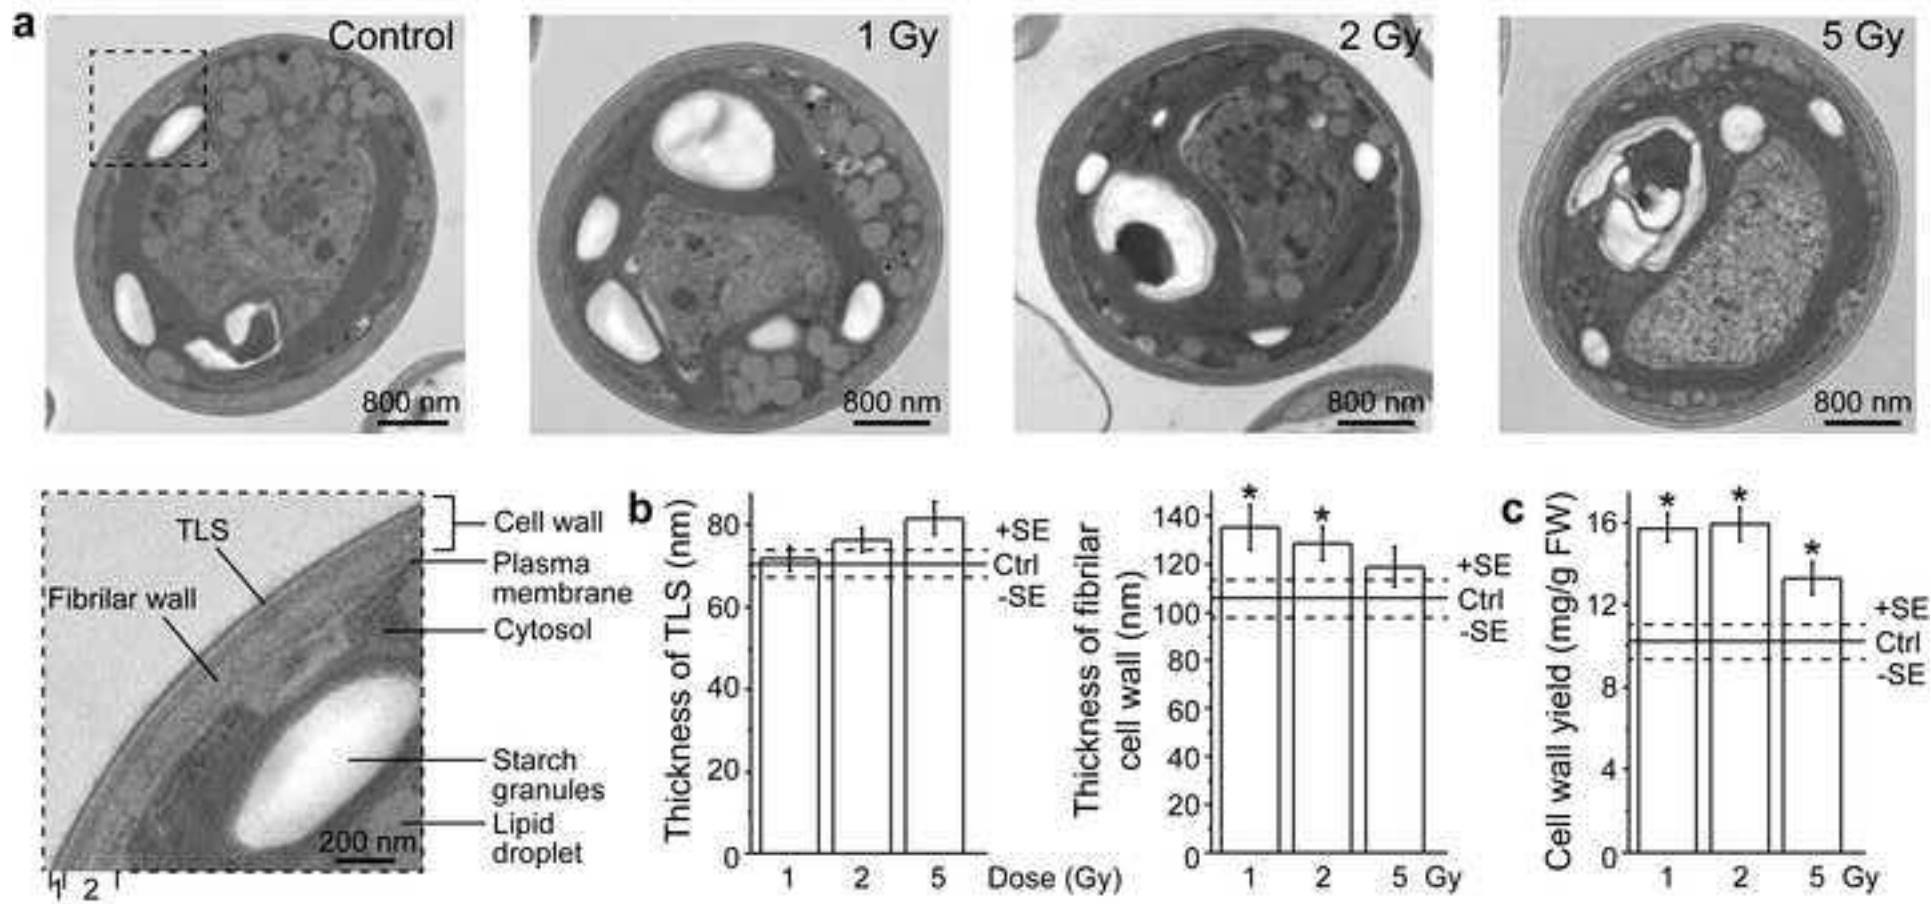 a
Control
1 Gy
2 Gy
5 Gy
800 nm
800 nm
800 nm
800 nm
TLS
Fibrilar wall
Cell wall
Plasma
membrane
Cytosol
Starch
granules
Lipid
droplet
200 nm
1
2
b
Thickness of TLS (nm)
80
60
40
20
0
+SE
Ctrl
-SE
1
2
5
Dose (Gy)
Thickness of fibrilar
cell wall (nm)
140
120
100
80
60
40
20
0
*
*
+SE
Ctrl
-SE
1
2
5
Gy
c
Cell wall yield (mg/g FW)
16
12
8
4
0
*
*
*
+SE
Ctrl
-SE
1
2
5
Gy